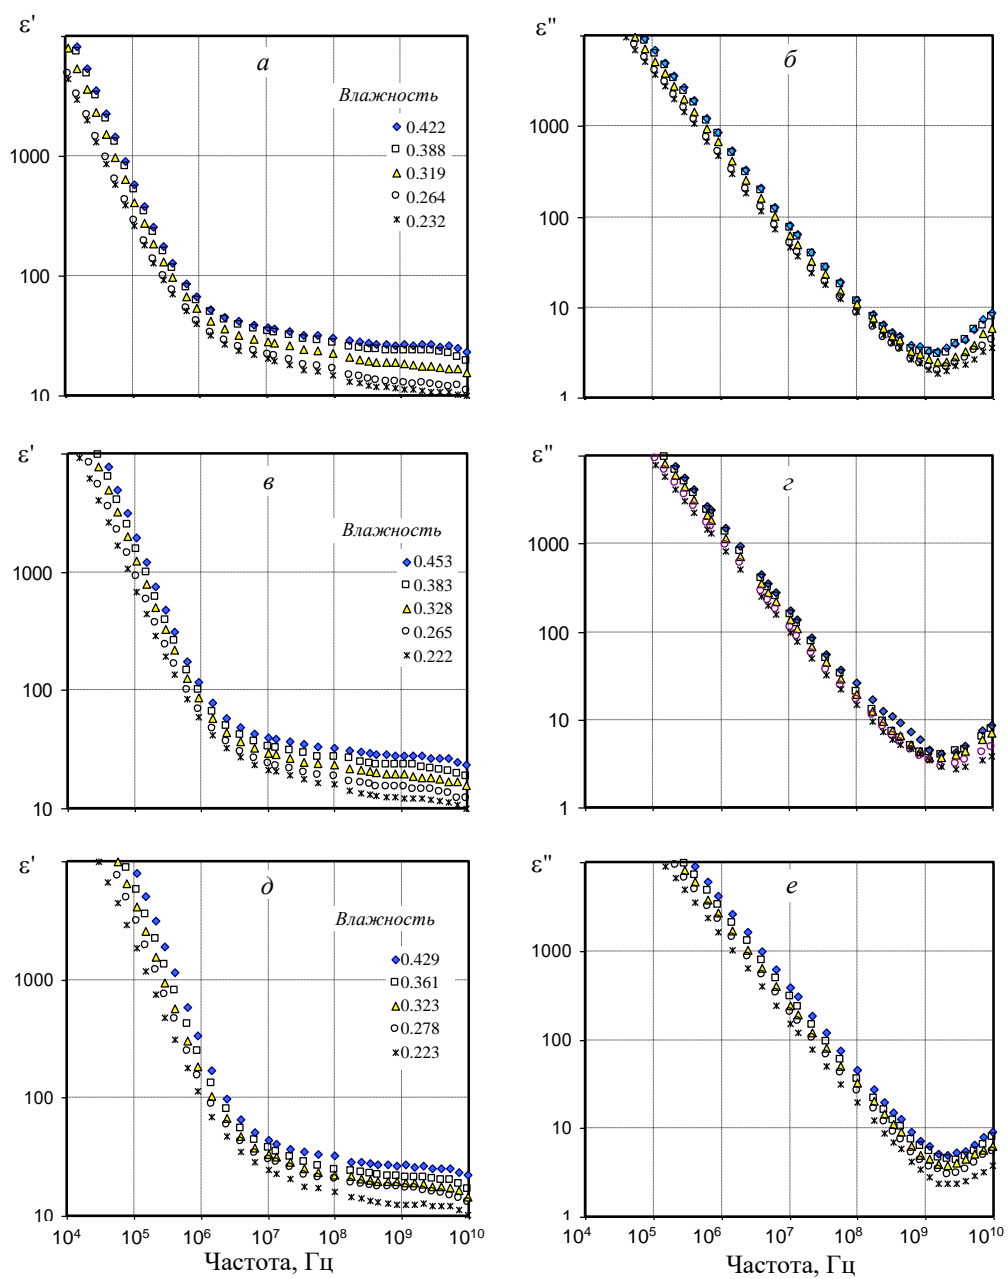 ε'
а
Влажность
0.422
0.388
0.319
0.264
0.232
1000
100
10
ε"
б
1000
100
10
1
ε'
в
Влажность
0.453
0.383
0.328
0.265
0.222
1000
100
10
ε"
г
1000
100
10
1
ε'
д
Влажность
0.429
0.361
0.323
0.278
0.223
1000
100
10
10⁴ 10⁵ 10⁶ 10⁷ 10⁸ 10⁹ 10¹⁰
Частота, Гц
ε"
е
1000
100
10
1
10⁴ 10⁵ 10⁶ 10⁷ 10⁸ 10⁹ 10¹⁰
Частота, Гц